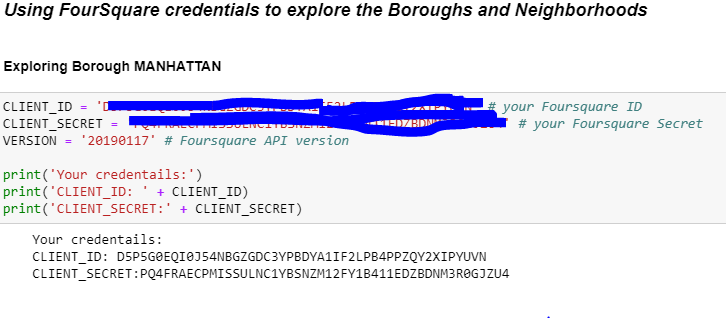 Using FourSquare credentials to explore the Boroughs and Neighborhoods
Exploring Borough MANHATTAN
CLIENT_ID = ' # your Foursquare ID
CLIENT_SECRET = ' # your Foursquare Secret
VERSION = '20190117' # Foursquare API version
print('Your credentails:')
print('CLIENT_ID: ' + CLIENT_ID)
print('CLIENT_SECRET:' + CLIENT_SECRET)
Your credentails:
CLIENT_ID: D5P5G0EQI0J54NBGZGDC3YPBDYA1IF2LPB4PPZQY2XIPYUVN
CLIENT_SECRET:PQ4FRAECPMISSULNC1YBSNZM12FY1B411EDZBDNM3R0GJZU4